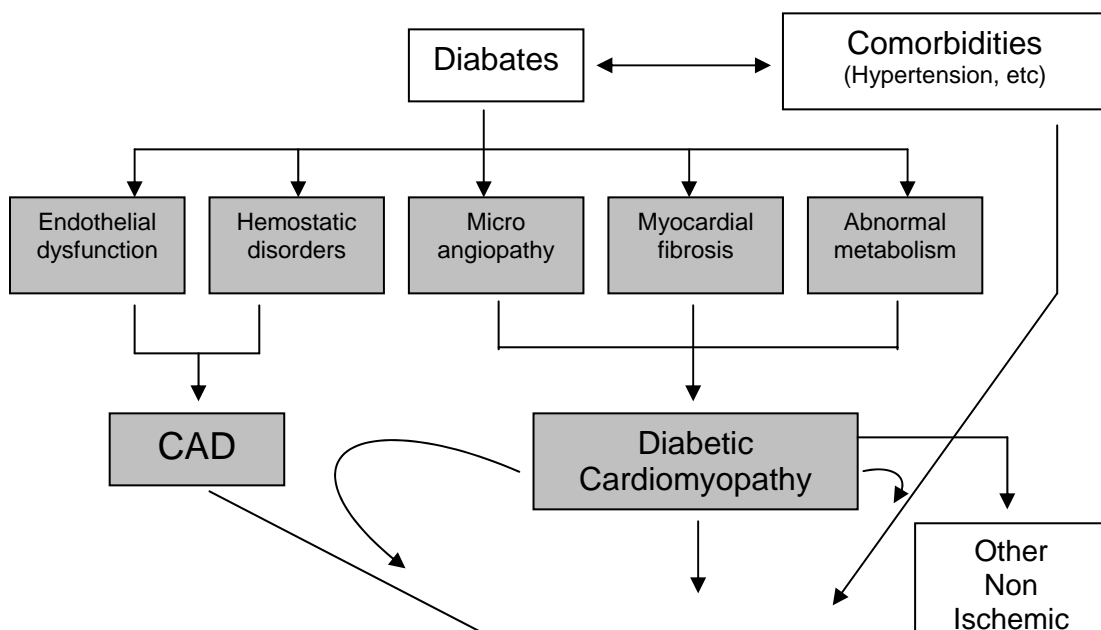 Diabates
Comorbidities
(Hypertension, etc)
Endothelial
dysfunction
Hemostatic
disorders
Micro
angiopathy
Myocardial
fibrosis
Abnormal
metabolism
CAD
Diabetic
Cardiomyopathy
Other
Non
Ischemic